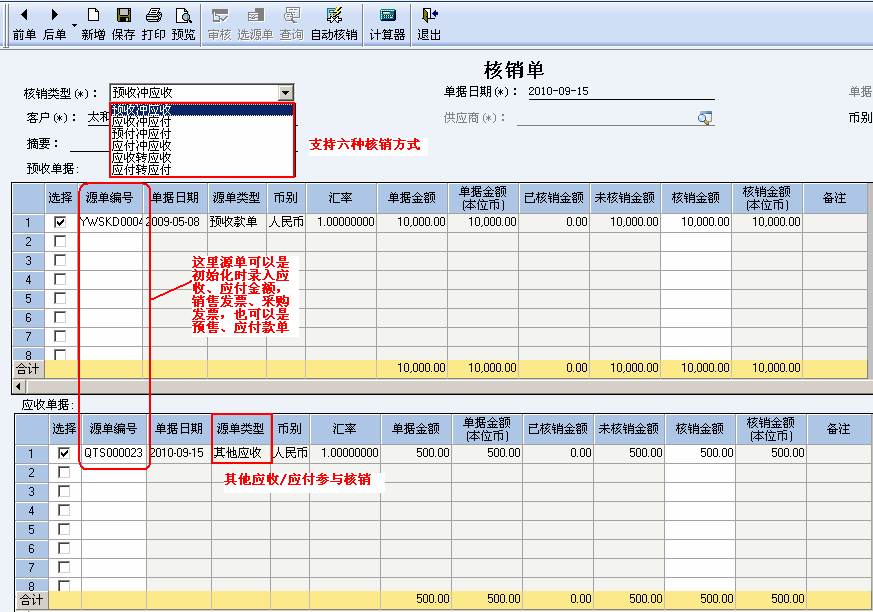 前单 后单 新增 保存 打印 预览 审核 选源单 查询 自动核销 计算器 退出
核销单
核销类型(*)： 预收冲应收 单据日期(*)： 2010-09-15 单据
预收冲应收
应收冲应付
客户(*)： 太和 供应商(*)： 币别
预付冲应付
应付冲应收
摘要：
应收转应收
应付转应付
支持六种核销方式
预收单据:
选择 源单编号 单据日期 源单类型 币别 汇率 单据金额 单据金额(本位币) 已核销金额 未核销金额 核销金额 核销金额(本位币) 备注
1 YWSKD0004 2009-05-08 预收款单 人民币 1.00000000 10,000.00 10,000.00 0.00 10,000.00 10,000.00 10,000.00
2
3
4
5
6
7
8
这里源单可以是
初始化时录入应
收、应付金额，
销售发票、采购
发票，也可以是
预售、应付款单
合计 10,000.00 10,000.00 0.00 10,000.00 10,000.00 10,000.00
应收单据:
选择 源单编号 单据日期 源单类型 币别 汇率 单据金额 单据金额(本位币) 已核销金额 未核销金额 核销金额 核销金额(本位币) 备注
1 QTS000023 2010-09-15 其他应收 人民币 1.00000000 500.00 500.00 0.00 500.00 500.00 500.00
2
其他应收/应付参与核销
3
4
5
6
7
8
合计 500.00 500.00 0.00 500.00 500.00 500.00